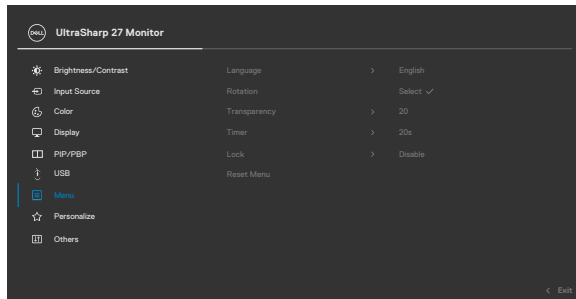 DELL UltraSharp 27 Monitor
Brightness/Contrast Language > English
Input Source Rotation Select ✓
Color Transparency > 20
Display Timer > 20s
PIP/PBP Lock > Disable
USB Reset Menu
Menu
Personalize
Others
< Exit